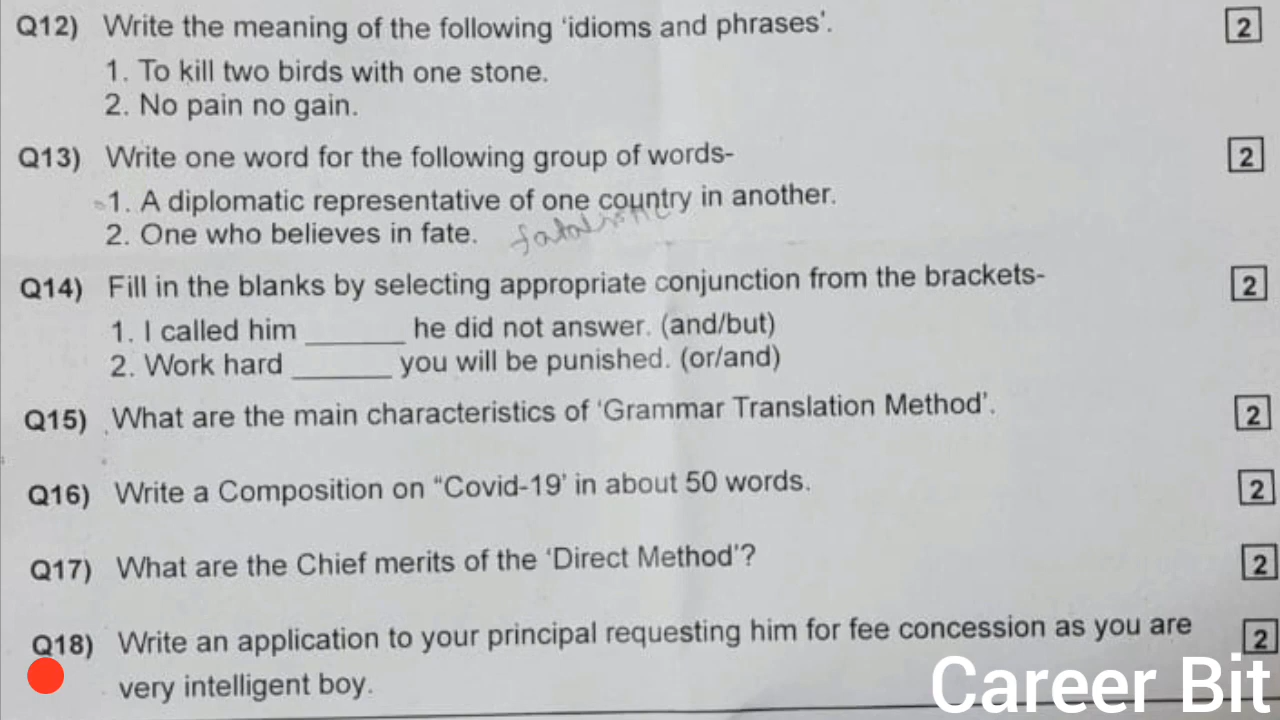 Q12) Write the meaning of the following ‘idioms and phrases’. 2
1. To kill two birds with one stone.
2. No pain no gain.
Q13) Write one word for the following group of words- 2
1. A diplomatic representative of one country in another.
2. One who believes in fate.
Q14) Fill in the blanks by selecting appropriate conjunction from the brackets- 2
1. I called him ______ he did not answer. (and/but)
2. Work hard ______ you will be punished. (or/and)
Q15) What are the main characteristics of ‘Grammar Translation Method’. 2
Q16) Write a Composition on “Covid-19’ in about 50 words. 2
Q17) What are the Chief merits of the ‘Direct Method’? 2
Q18) Write an application to your principal requesting him for fee concession as you are 2
very intelligent boy.
Career Bit